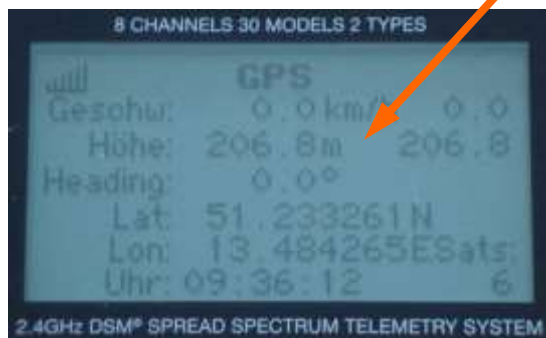 8 CHANNELS 30 MODELS 2 TYPES
GPS
Geschw: 0.0 km/h 0.0
Höhe: 206.8m 206.8
Heading: 0.0°
Lat: 51.233261N
Lon: 13.484265E Sats:
Uhr: 09:36:12 6
2.4GHz DSM® SPREAD SPECTRUM TELEMETRY SYSTEM